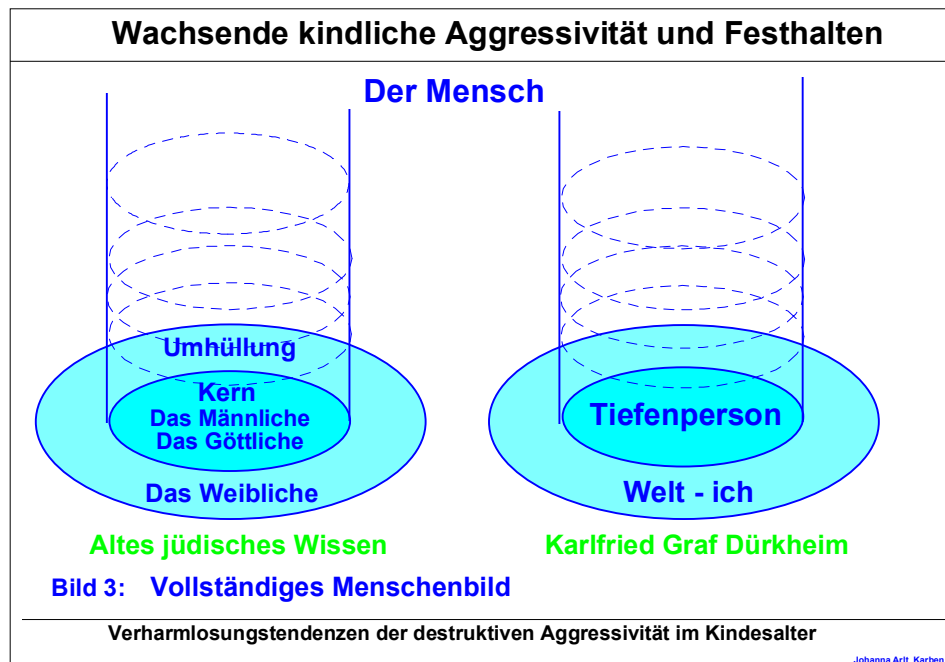 Wachsende kindliche Aggressivität und Festhalten
Der Mensch
Umhüllung
Kern
Das Männliche
Das Göttliche
Das Weibliche
Tiefenperson
Welt - ich
Altes jüdisches Wissen
Karlfried Graf Dürkheim
Bild 3: Vollständiges Menschenbild
Verharmlosungstendenzen der destruktiven Aggressivität im Kindesalter
Johanna Arlt, Karben